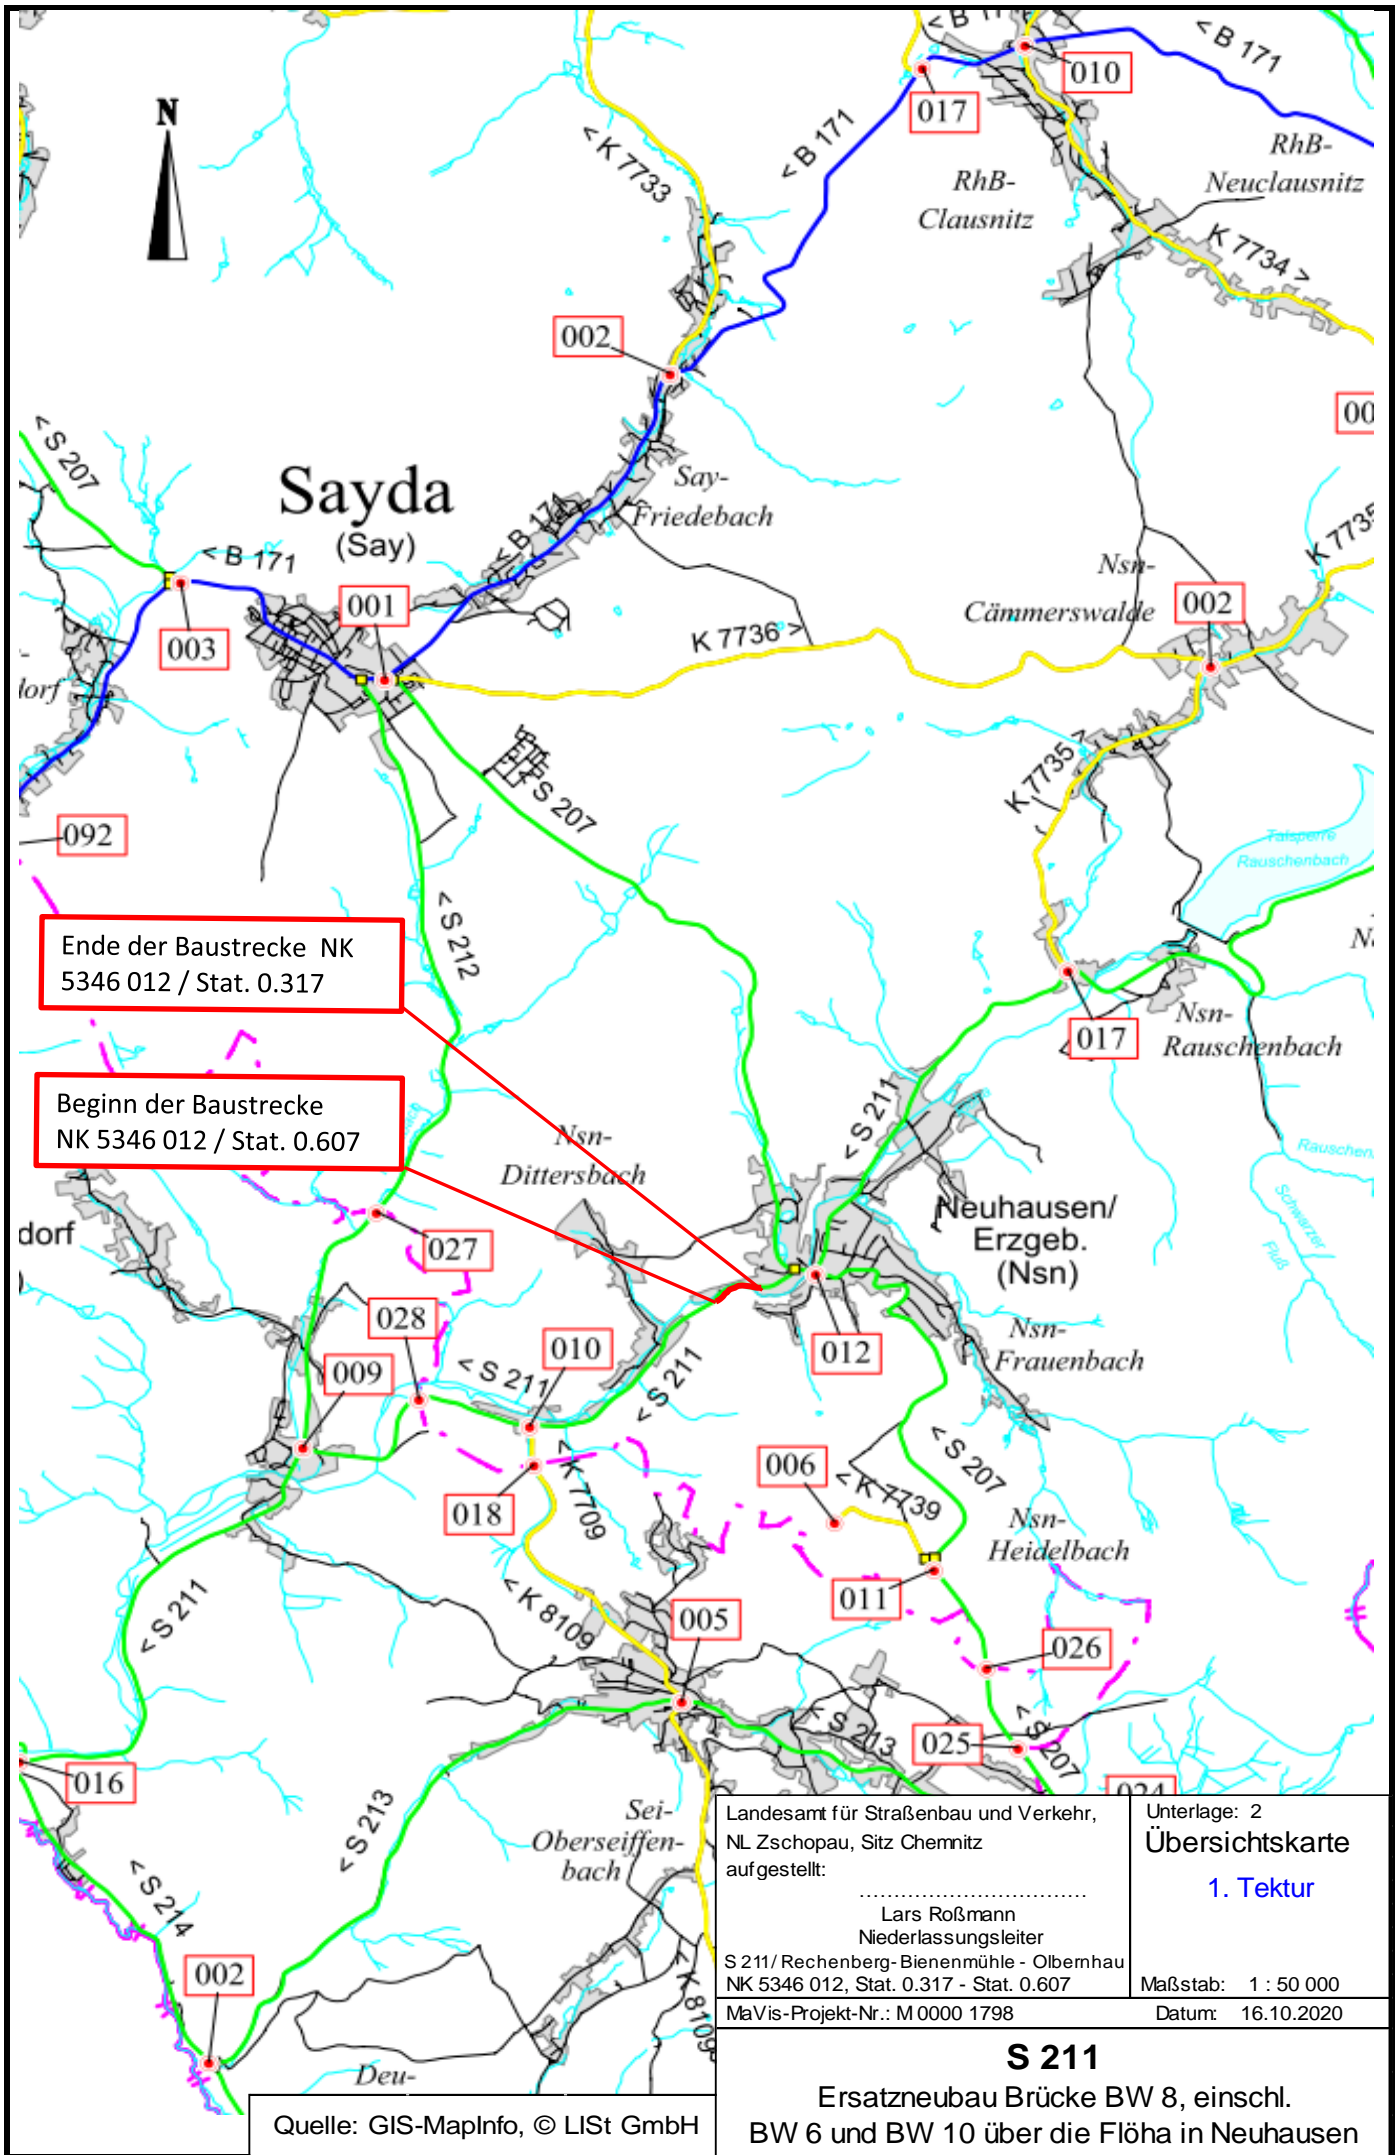 N
< B 17
010
017
< B 171
< B 171
< K 7733
RhB-
Neuclausnitz
RhB-
Clausnitz
K 7734 >
002
00
< S 207
Sayda
(Say)
< B 171
Say-
Friedebach
< B 171
K 7735
Nsn-
Cämmerswalde
002
001
003
K 7736 >
dorf
K 7735 >
< S 207
092
Talsperre
Rauschenbach
< S 212
Ende der Baustrecke NK
5346 012 / Stat. 0.317
Nsn-
Rauschenbach
017
Beginn der Baustrecke
NK 5346 012 / Stat. 0.607
< S 211
Nsn-
Dittersbach
Rauschen
Schwarzer
Fluß
Neuhausen/
Erzgeb.
(Nsn)
dorf
027
028
010
012
Nsn-
Frauenbach
009
< S 211
< S 211
< S 207
006
< K 7739
018
< K 7709
Nsn-
Heidelbach
011
< S 211
< K 8109
005
026
< S 213
025
< S 207
016
024
< S 213
Sei-
Oberseiffen-
bach
< S 214
002
< K 8109
Deu-
Landesamt für Straßenbau und Verkehr,
NL Zschopau, Sitz Chemnitz
aufgestellt:
.................................
Lars Roßmann
Niederlassungsleiter
S 211/ Rechenberg-Bienenmühle - Olbernhau
NK 5346 012, Stat. 0.317 - Stat. 0.607
Unterlage: 2
Übersichtskarte
1. Tektur
Maßstab: 1 : 50 000
MaVis-Projekt-Nr.: M 0000 1798
Datum: 16.10.2020
S 211
Ersatzneubau Brücke BW 8, einschl.
BW 6 und BW 10 über die Flöha in Neuhausen
Quelle: GIS-MapInfo, © LISt GmbH